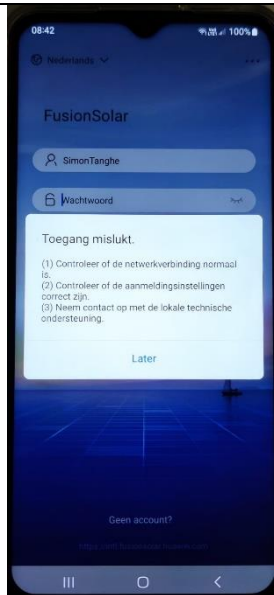 08:42
100%
Nederlands
FusionSolar
SimonTanghe
Wachtwoord
Toegang mislukt.
(1) Controleer of de netwerkverbinding normaal
is.
(2) Controleer of de aanmeldingsinstellingen
correct zijn.
(3) Neem contact op met de lokale technische
ondersteuning.
Later
Geen account?